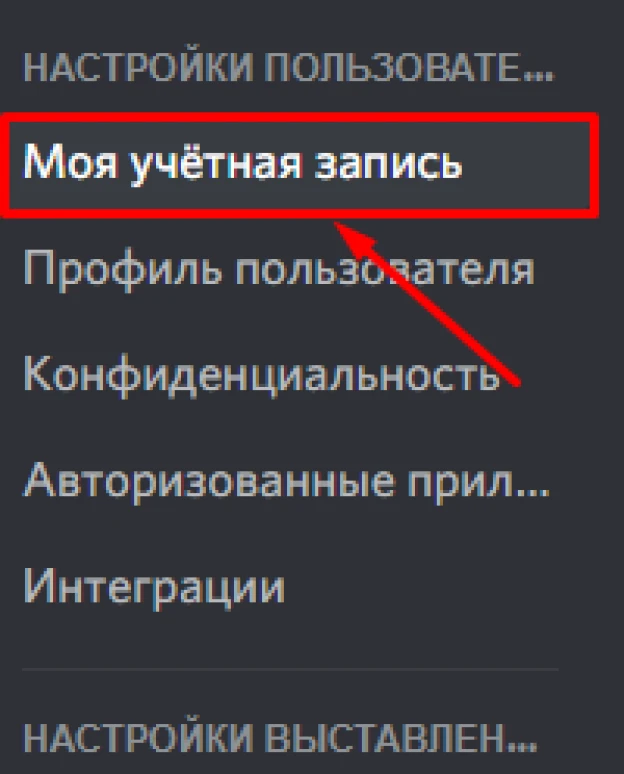 НАСТРОЙКИ ПОЛЬЗОВАТЕ...
Моя учётная запись
Профиль пользователя
Конфиденциальность
Авторизованные прил...
Интеграции
НАСТРОЙКИ ВЫСТАВЛЕН...